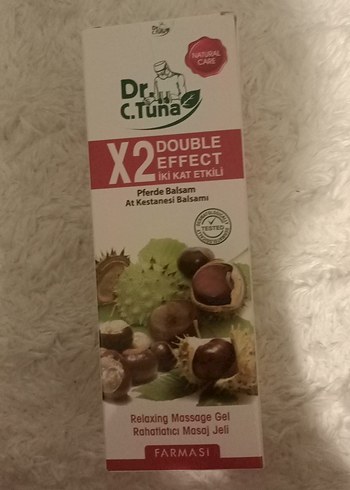 NATURAL
CARE
Dr.
C.Tuna
X2 DOUBLE
EFFECT
İKİ KAT ETKİLİ
Pferde Balsam
At Kestanesi Balsamı
TESTED
Relaxing Massage Gel
Rahatlatıcı Masaj Jeli
FARMASI